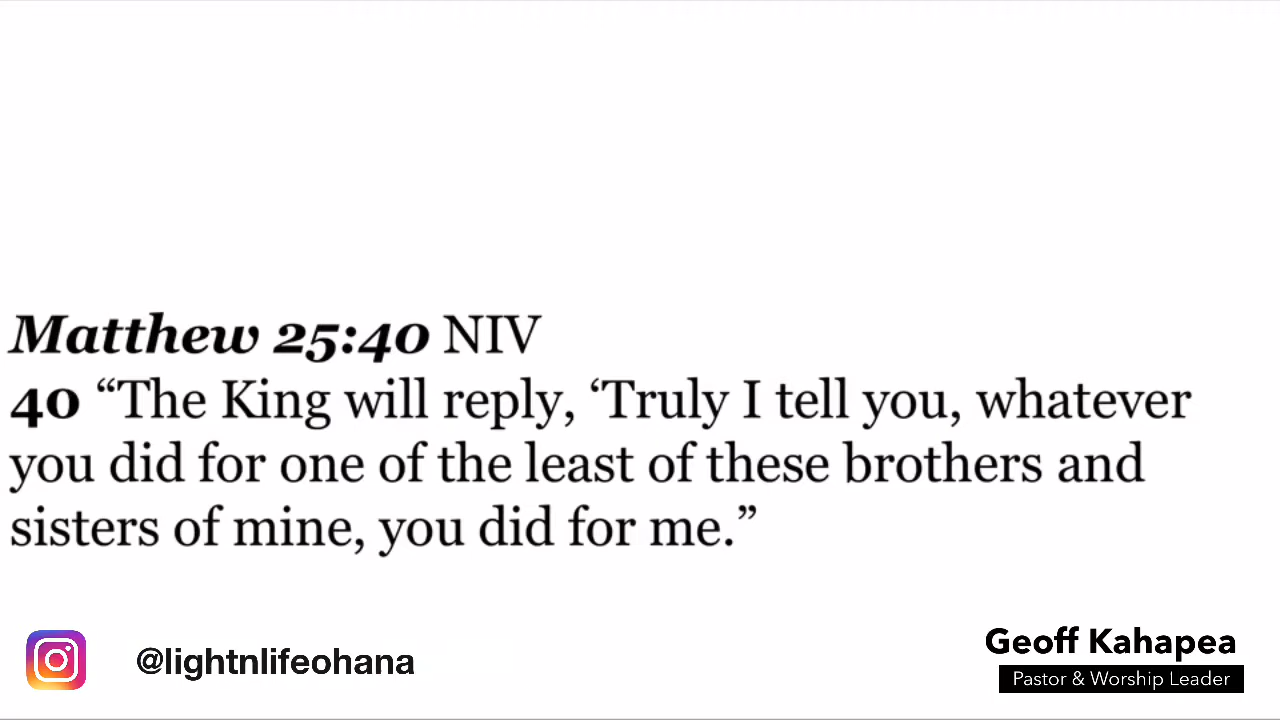 Matthew 25:40 NIV
40 “The King will reply, ‘Truly I tell you, whatever
you did for one of the least of these brothers and
sisters of mine, you did for me.”
@lightnlifeohana
Geoff Kahapea
Pastor & Worship Leader